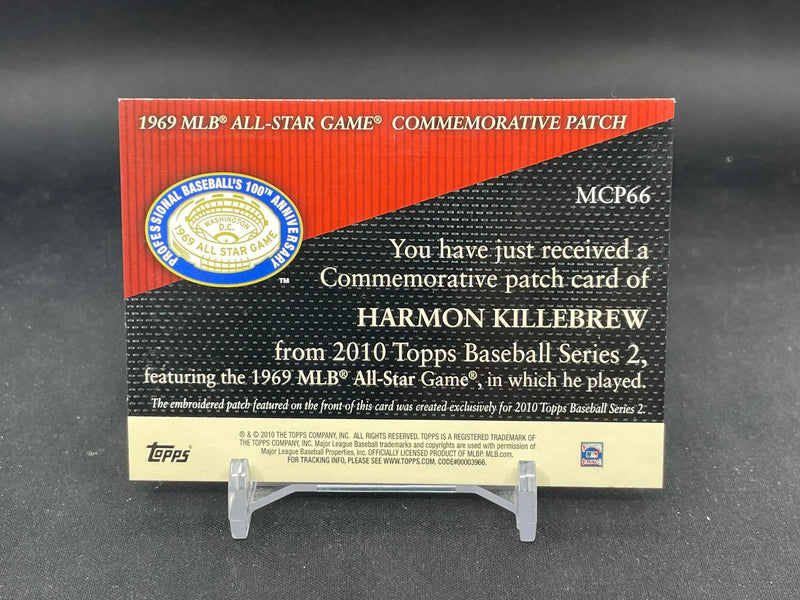 1969 MLB® ALL-STAR GAME® COMMEMORATIVE PATCH
PROFESSIONAL BASEBALL'S 100TH ANNIVERSARY
WASHINGTON
D.C.
1969 ALL STAR GAME
TM
MCP66
You have just received a
Commemorative patch card of
HARMON KILLEBREW
from 2010 Topps Baseball Series 2,
featuring the 1969 MLB® All-Star Game®, in which he played.
The embroidered patch featured on the front of this card was created exclusively for 2010 Topps Baseball Series 2.
Topps
® & © 2010 THE TOPPS COMPANY, INC. ALL RIGHTS RESERVED. TOPPS IS A REGISTERED TRADEMARK OF
THE TOPPS COMPANY, INC. Major League Baseball trademarks and copyrights are used with permission of
Major League Baseball Properties, Inc. OFFICIALLY LICENSED PRODUCT OF MLBP. MLB.com.
FOR TRACKING INFO, PLEASE SEE WWW.TOPPS.COM. CODE#00003966.